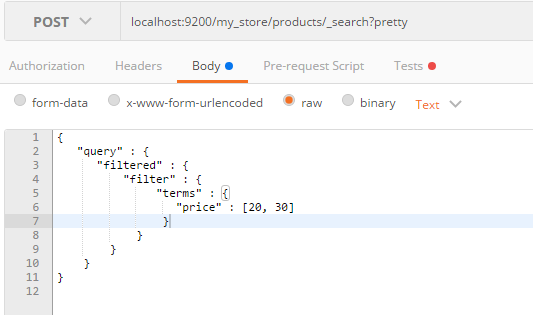 POST localhost:9200/my_store/products/_search?pretty
Authorization Headers Body Pre-request Script Tests
form-data x-www-form-urlencoded raw binary Text
1 {
2 "query" : {
3 "filtered" : {
4 "filter" : {
5 "terms" : {
6 "price" : [20, 30]
7 }
8 }
9 }
10 }
11 }
12